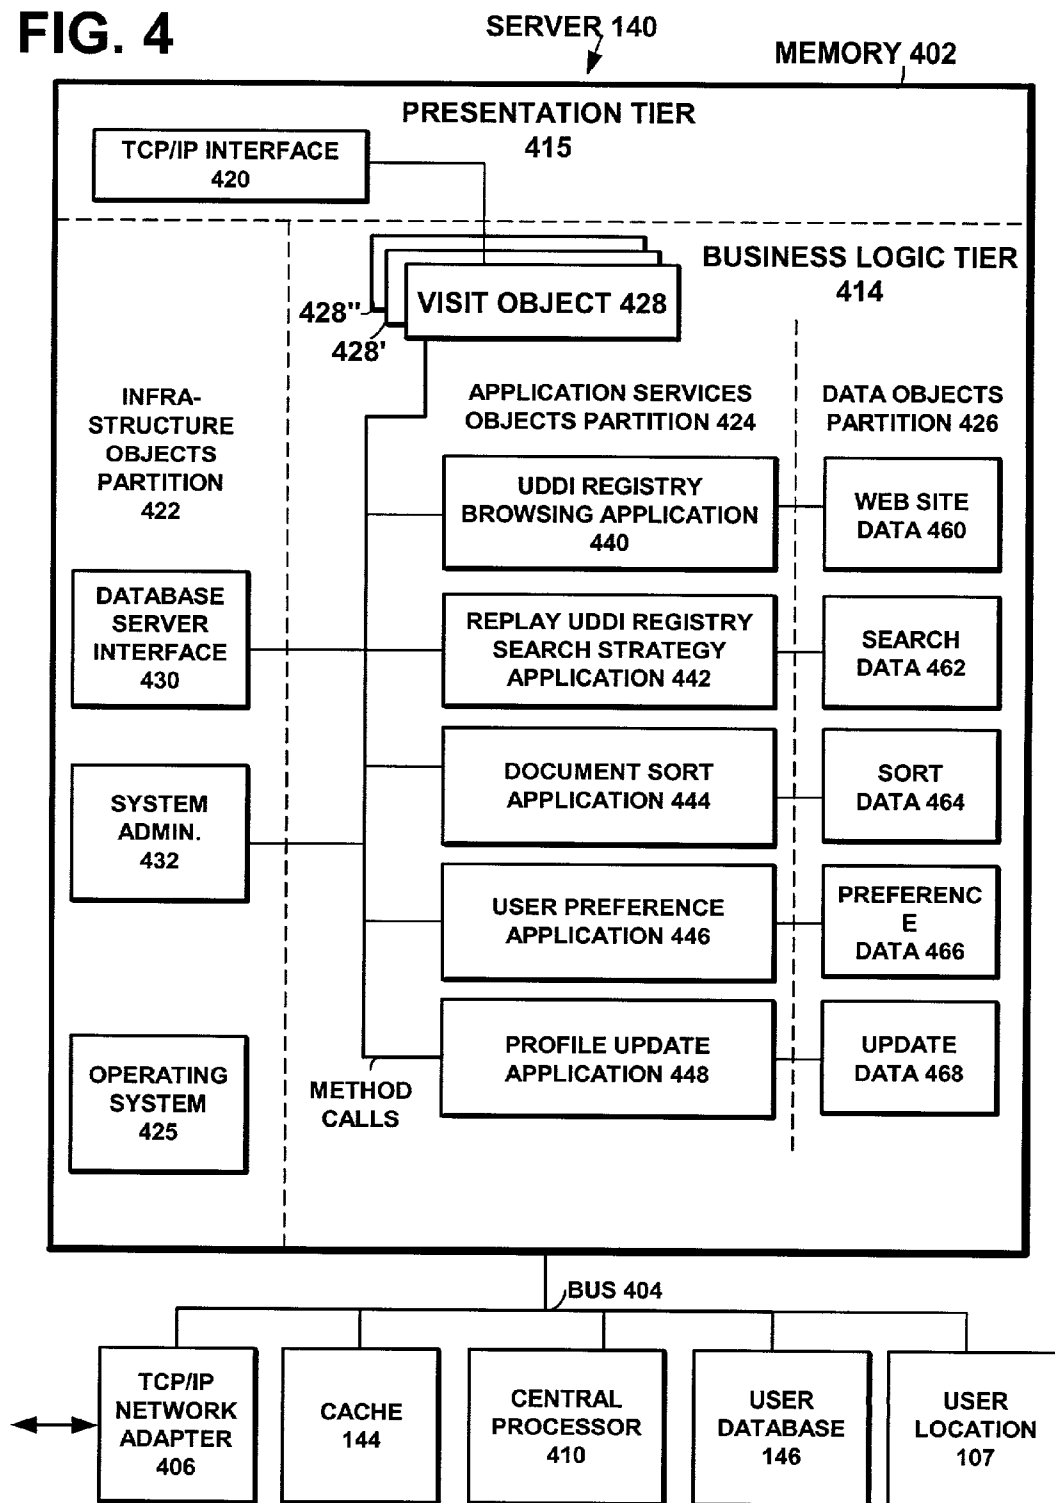 FIG. 4
SERVER 140
MEMORY 402
PRESENTATION TIER
415
TCP/IP INTERFACE
420
BUSINESS LOGIC TIER
414
VISIT OBJECT 428
428"
428'
INFRA-
STRUCTURE
OBJECTS
PARTITION
422
APPLICATION SERVICES
OBJECTS PARTITION 424
DATA OBJECTS
PARTITION 426
UDDI REGISTRY
BROWSING APPLICATION
440
WEB SITE
DATA 460
DATABASE
SERVER
INTERFACE
430
REPLAY UDDI REGISTRY
SEARCH STRATEGY
APPLICATION 442
SEARCH
DATA 462
SYSTEM
ADMIN.
432
DOCUMENT SORT
APPLICATION 444
SORT
DATA 464
USER PREFERENCE
APPLICATION 446
PREFERENC
E
DATA 466
OPERATING
SYSTEM
425
METHOD
CALLS
PROFILE UPDATE
APPLICATION 448
UPDATE
DATA 468
BUS 404
TCP/IP
NETWORK
ADAPTER
406
CACHE
144
CENTRAL
PROCESSOR
410
USER
DATABASE
146
USER
LOCATION
107